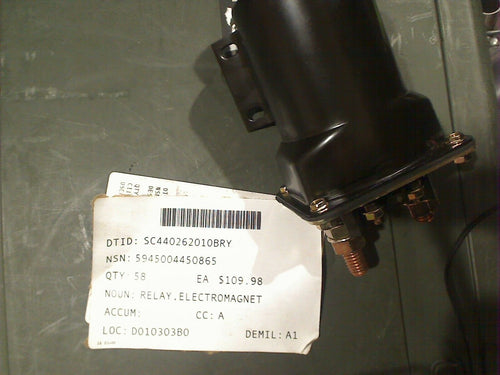 DTID: SC440262010BRY
NSN: 5945004450865
QTY: 58 EA $109.98
NOUN: RELAY.ELECTROMAGNET
ACCUM: CC: A
LOC: D010303B0 DEMIL: A1